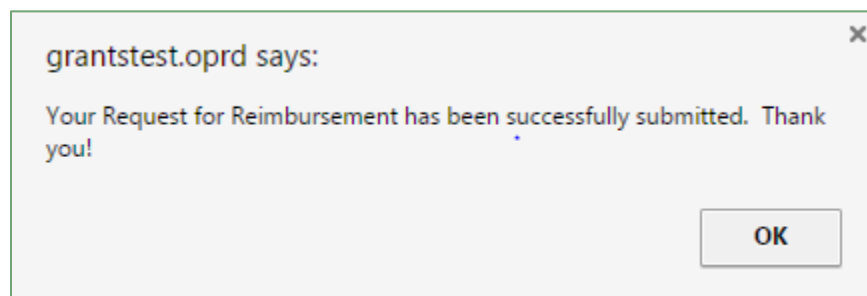 grantstest.oprd says:
Your Request for Reimbursement has been successfully submitted.  Thank
you!
OK